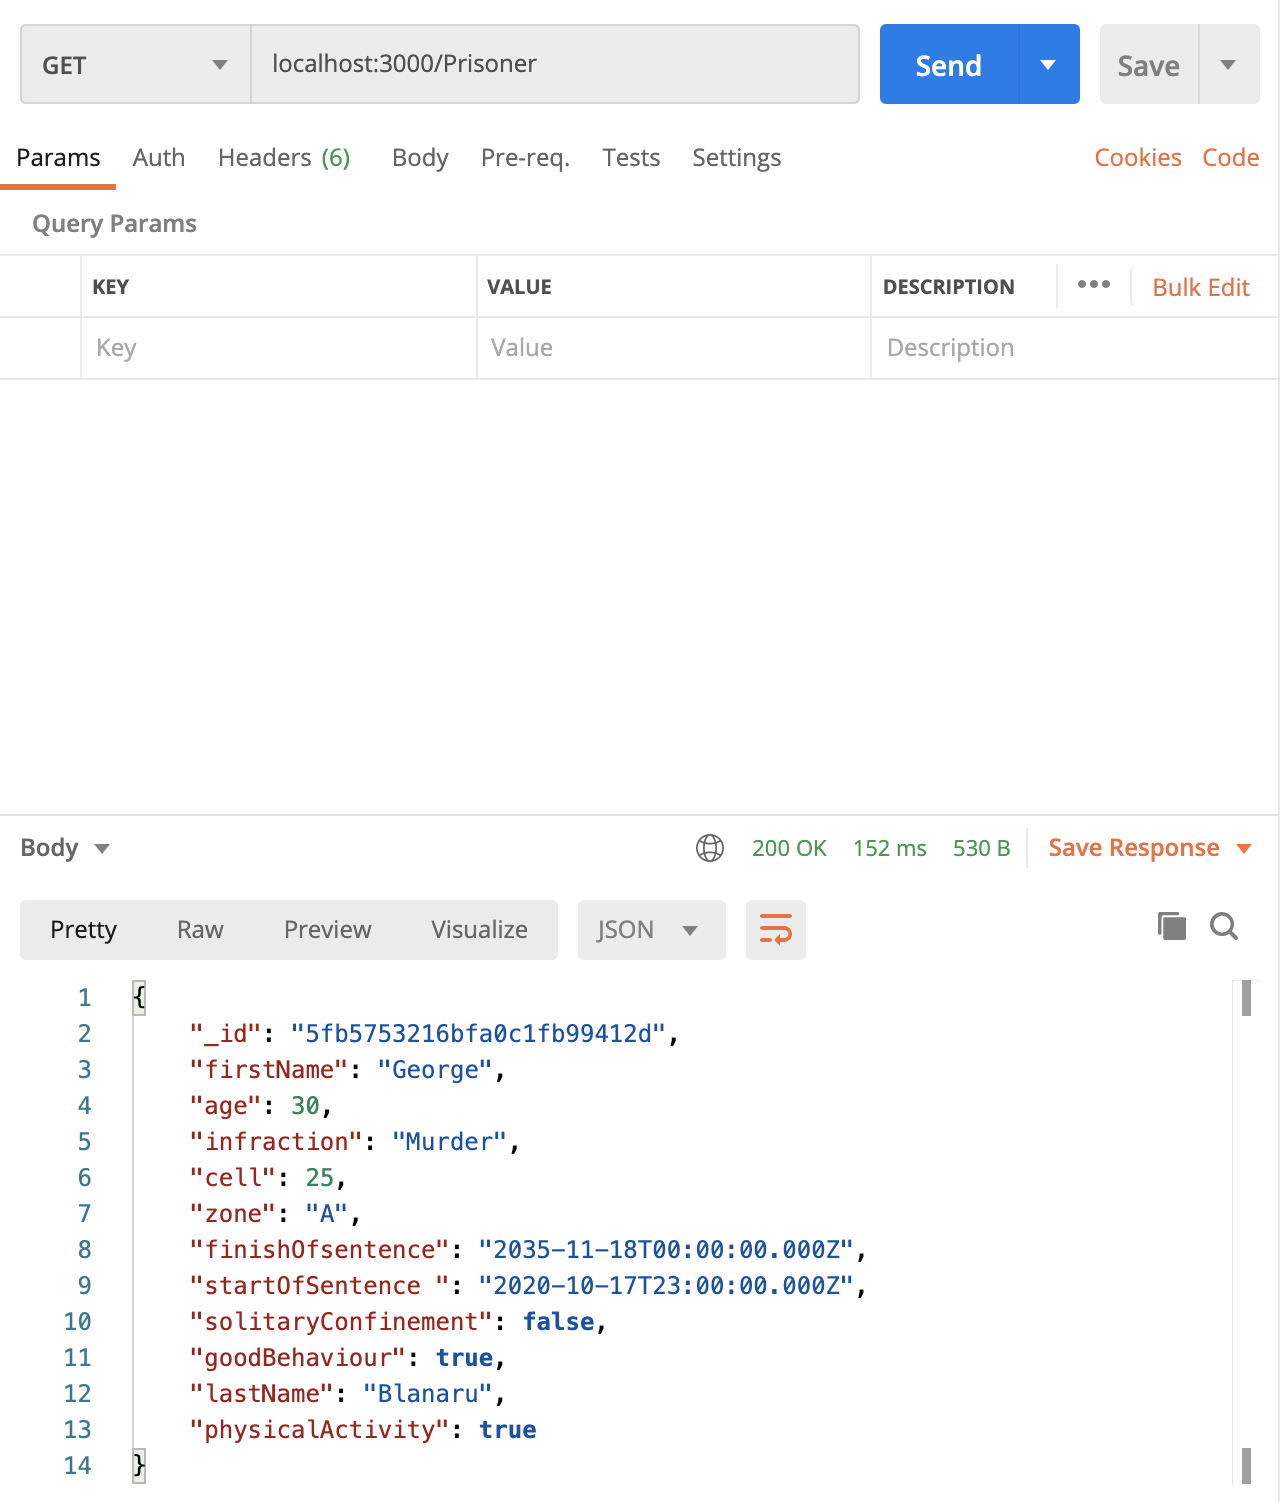 GET localhost:3000/Prisoner Send Save
Params Auth Headers (6) Body Pre-req. Tests Settings Cookies Code
Query Params
KEY VALUE DESCRIPTION ••• Bulk Edit
Key Value Description
Body 200 OK 152 ms 530 B Save Response
Pretty Raw Preview Visualize JSON
1 {
2 "_id": "5fb5753216bfa0c1fb99412d",
3 "firstName": "George",
4 "age": 30,
5 "infraction": "Murder",
6 "cell": 25,
7 "zone": "A",
8 "finishOfsentence": "2035-11-18T00:00:00.000Z",
9 "startOfSentence ": "2020-10-17T23:00:00.000Z",
10 "solitaryConfinement": false,
11 "goodBehaviour": true,
12 "lastName": "Blanaru",
13 "physicalActivity": true
14 }